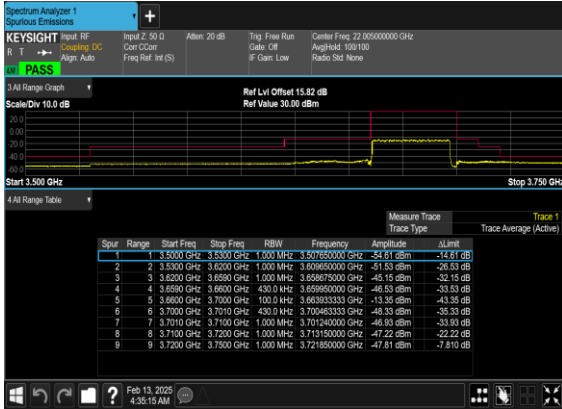 Spectrum Analyzer 1
Spurious Emissions
+
KEYSIGHT Input: RF Input Z: 50 Ω Atten: 20 dB Trig: Free Run Center Freq: 22.005000000 GHz
R T Coupling: DC Corr CCorr Gate: Off Avg|Hold: 100/100
Align: Auto Freq Ref: Int (S) IF Gain: Low Radio Std: None
PASS
3 All Range Graph Ref Lvl Offset 15.82 dB
Scale/Div 10.0 dB Ref Value 30.00 dBm
20.0
0.00
-20.0
-40.0
-60.0
Start 3.500 GHz Stop 3.750 GHz
4 All Range Table
Measure Trace Trace 1
Trace Type Trace Average (Active)
Spur Range Start Freq Stop Freq RBW Frequency Amplitude ΔLimit
1 1 3.5000 GHz 3.5300 GHz 1.000 MHz 3.507650000 GHz -54.61 dBm -14.61 dB
2 2 3.5300 GHz 3.6200 GHz 1.000 MHz 3.609650000 GHz -51.53 dBm -26.53 dB
3 3 3.6200 GHz 3.6590 GHz 1.000 MHz 3.658675000 GHz -45.15 dBm -32.15 dB
4 4 3.6590 GHz 3.6600 GHz 430.0 kHz 3.659950000 GHz -46.53 dBm -33.53 dB
5 5 3.6600 GHz 3.7000 GHz 100.0 kHz 3.663933333 GHz -13.35 dBm -43.35 dB
6 6 3.7000 GHz 3.7010 GHz 430.0 kHz 3.700463333 GHz -48.33 dBm -35.33 dB
7 7 3.7010 GHz 3.7100 GHz 1.000 MHz 3.701240000 GHz -46.93 dBm -33.93 dB
8 8 3.7100 GHz 3.7200 GHz 1.000 MHz 3.713150000 GHz -47.22 dBm -22.22 dB
9 9 3.7200 GHz 3.7500 GHz 1.000 MHz 3.721850000 GHz -47.81 dBm -7.810 dB
? Feb 13, 2025
4:35:15 AM